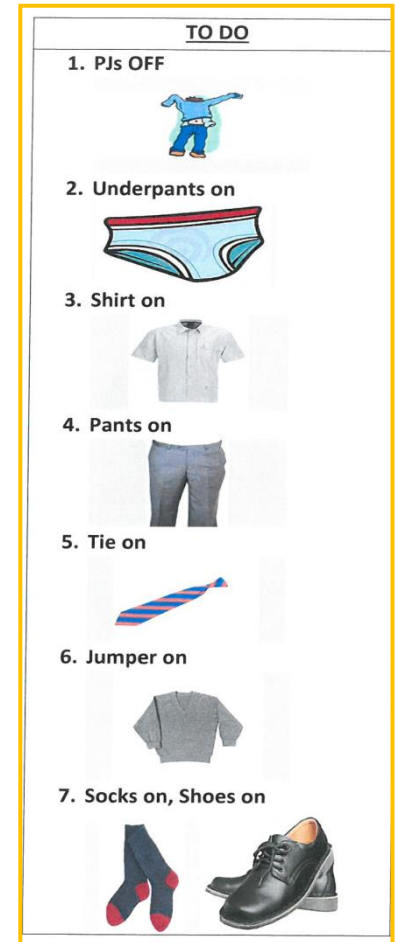 TO DO
1. PJs OFF
2. Underpants on
3. Shirt on
4. Pants on
5. Tie on
6. Jumper on
7. Socks on, Shoes on